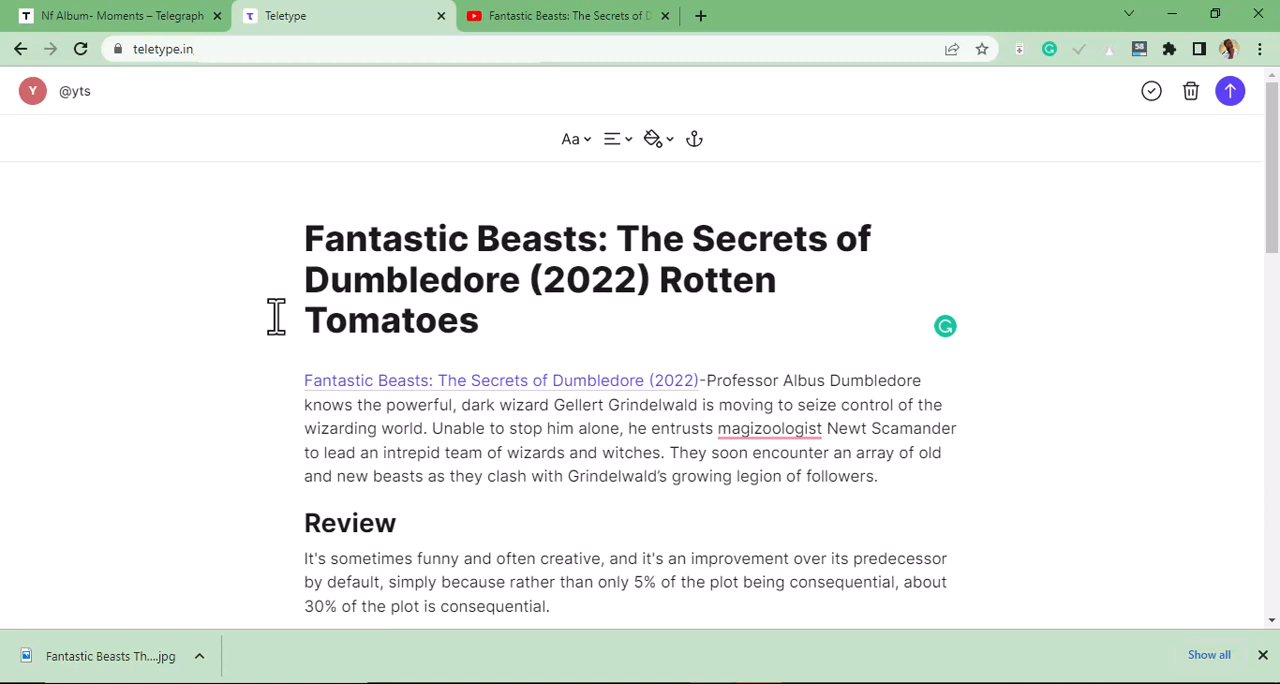 T Nf Album- Moments – Telegraph
T Teletype
Fantastic Beasts: The Secrets of D
teletype.in
58
Y @yts
Aa
Fantastic Beasts: The Secrets of
Dumbledore (2022) Rotten
Tomatoes
Fantastic Beasts: The Secrets of Dumbledore (2022)-Professor Albus Dumbledore
knows the powerful, dark wizard Gellert Grindelwald is moving to seize control of the
wizarding world. Unable to stop him alone, he entrusts magizoologist Newt Scamander
to lead an intrepid team of wizards and witches. They soon encounter an array of old
and new beasts as they clash with Grindelwald's growing legion of followers.
Review
It's sometimes funny and often creative, and it's an improvement over its predecessor
by default, simply because rather than only 5% of the plot being consequential, about
30% of the plot is consequential.
Fantastic Beasts Th....jpg
Show all